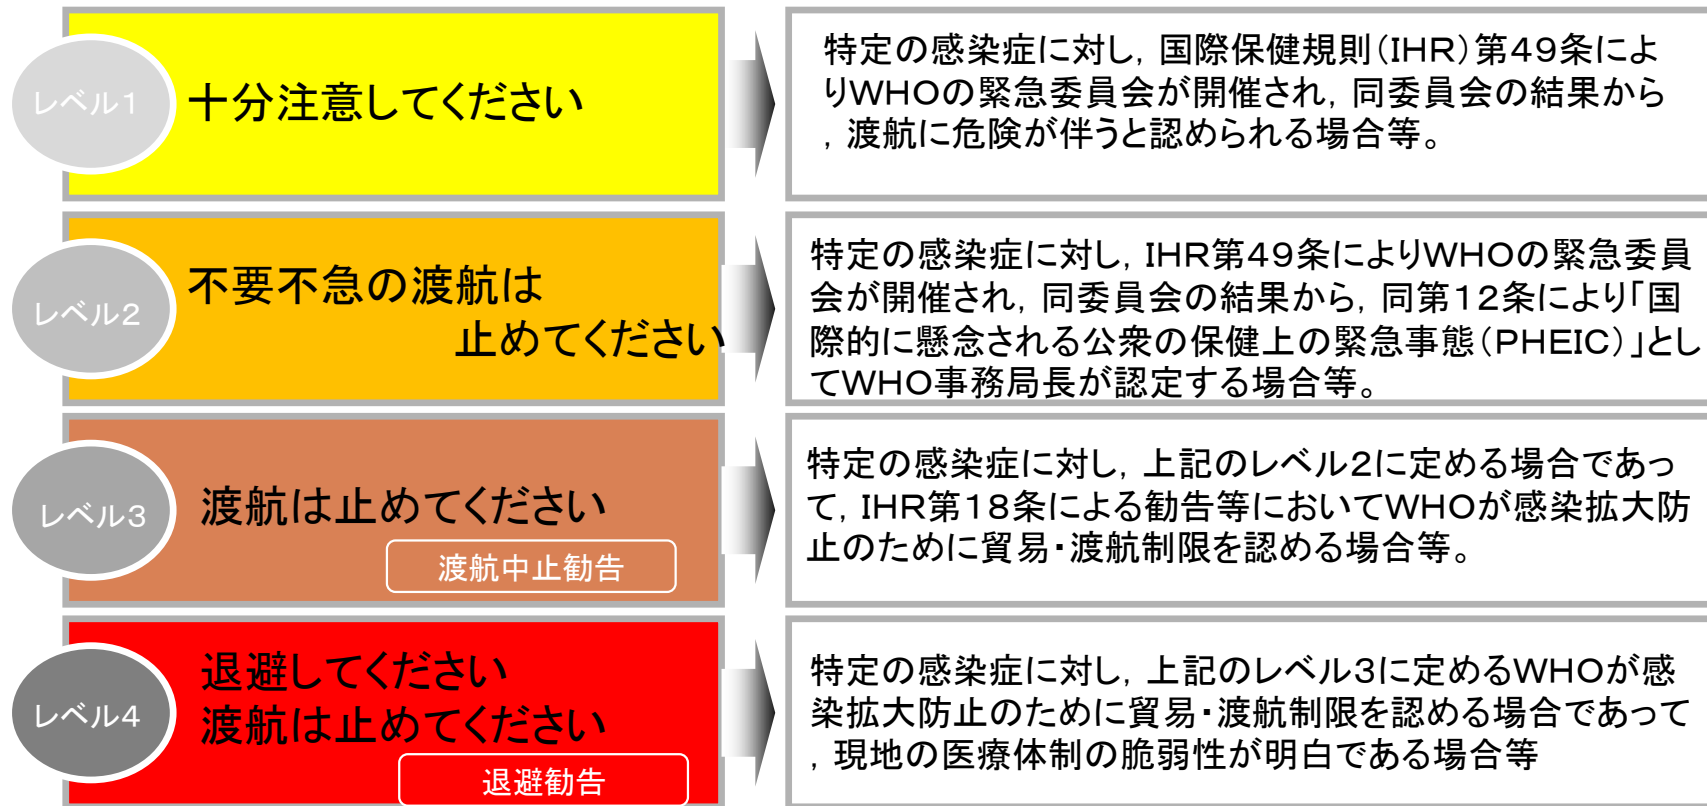 レベル1
十分注意してください
特定の感染症に対し，国際保健規則（IHR）第４９条によ
りＷＨＯの緊急委員会が開催され，同委員会の結果から
，渡航に危険が伴うと認められる場合等。
レベル2
不要不急の渡航は
止めてください
特定の感染症に対し，IHR第４９条によりＷＨＯの緊急委員
会が開催され，同委員会の結果から，同第１２条により「国
際的に懸念される公衆の保健上の緊急事態（ＰＨＥＩＣ）」とし
てＷＨＯ事務局長が認定する場合等。
レベル3
渡航は止めてください
渡航中止勧告
特定の感染症に対し，上記のレベル２に定める場合であっ
て，IHR第１８条による勧告等においてＷＨＯが感染拡大防
止のために貿易・渡航制限を認める場合等。
レベル4
退避してください
渡航は止めてください
退避勧告
特定の感染症に対し，上記のレベル３に定めるＷＨＯが感
染拡大防止のために貿易・渡航制限を認める場合であって
，現地の医療体制の脆弱性が明白である場合等